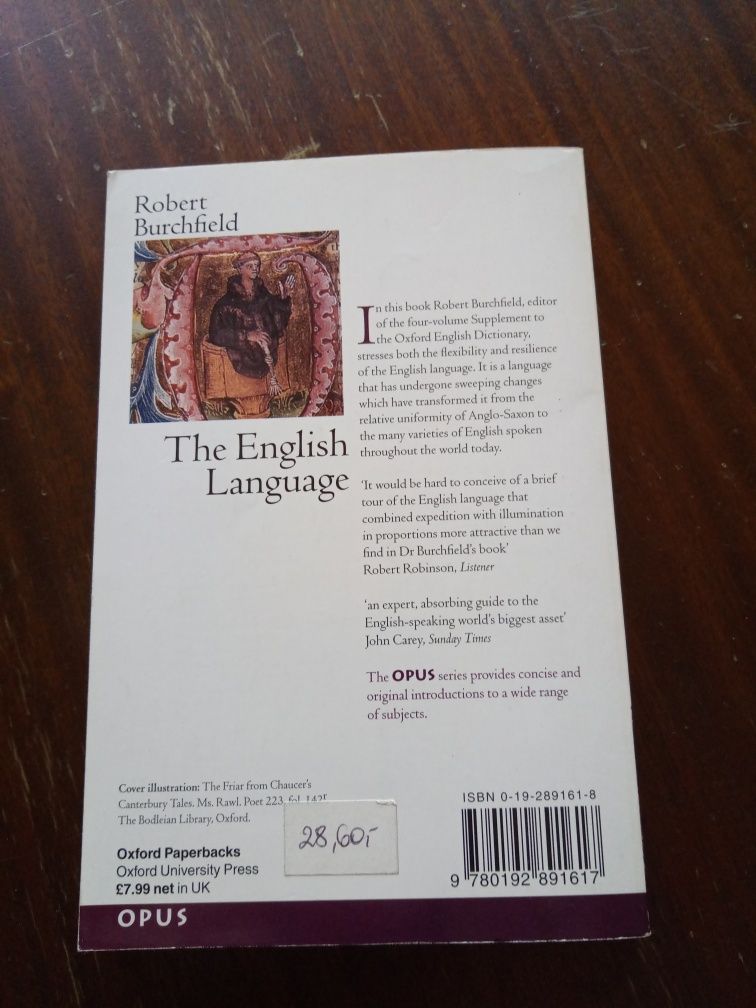 Robert
Burchfield
The English
Language
In this book Robert Burchfield, editor
of the four-volume Supplement to
the Oxford English Dictionary,
stresses both the flexibility and resilience
of the English language. It is a language
that has undergone sweeping changes
which have transformed it from the
relative uniformity of Anglo-Saxon to
the many varieties of English spoken
throughout the world today.
'It would be hard to conceive of a brief
tour of the English language that
combined expedition with illumination
in proportions more attractive than we
find in Dr Burchfield's book'
Robert Robinson, Listener
'an expert, absorbing guide to the
English-speaking world's biggest asset'
John Carey, Sunday Times
The OPUS series provides concise and
original introductions to a wide range
of subjects.
Cover illustration: The Friar from Chaucer's
Canterbury Tales. Ms. Rawl. Poet 223, fol. 142r
The Bodleian Library, Oxford.
28,60,-
Oxford Paperbacks
Oxford University Press
£7.99 net in UK
ISBN 0-19-289161-8
9 780192 891617
OPUS